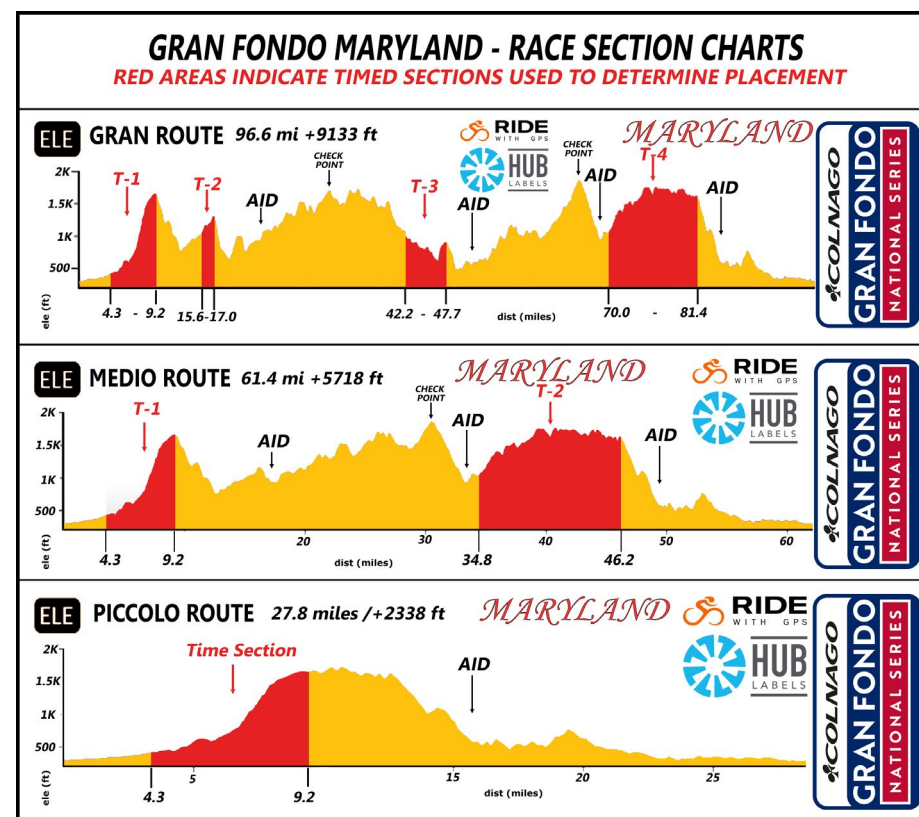 GRAN FONDO MARYLAND - RACE SECTION CHARTS
RED AREAS INDICATE TIMED SECTIONS USED TO DETERMINE PLACEMENT
ELE GRAN ROUTE 96.6 mi +9133 ft
RIDE
WITH GPS
HUB
LABELS
MARYLAND
COLNAGO
GRAN FONDO
NATIONAL SERIES
T-1
T-2
AID
CHECK
POINT
T-3
AID
CHECK
POINT
AID
T-4
AID
2K
1.5K
1K
500
ele (ft)
4.3 - 9.2 15.6-17.0 42.2 - 47.7 dist (miles) 70.0 - 81.4
ELE MEDIO ROUTE 61.4 mi +5718 ft
MARYLAND
RIDE
WITH GPS
HUB
LABELS
COLNAGO
GRAN FONDO
NATIONAL SERIES
T-1
AID
CHECK
POINT
AID
T-2
AID
2K
1.5K
1K
500
ele (ft)
4.3 9.2 20 30 34.8 40 46.2 50 60
dist (miles)
ELE PICCOLO ROUTE 27.8 miles /+2338 ft
MARYLAND
RIDE
WITH GPS
HUB
LABELS
COLNAGO
GRAN FONDO
NATIONAL SERIES
Time Section
AID
2K
1.5K
1K
500
ele (ft)
4.3 5 9.2 15 20 25
dist (miles)